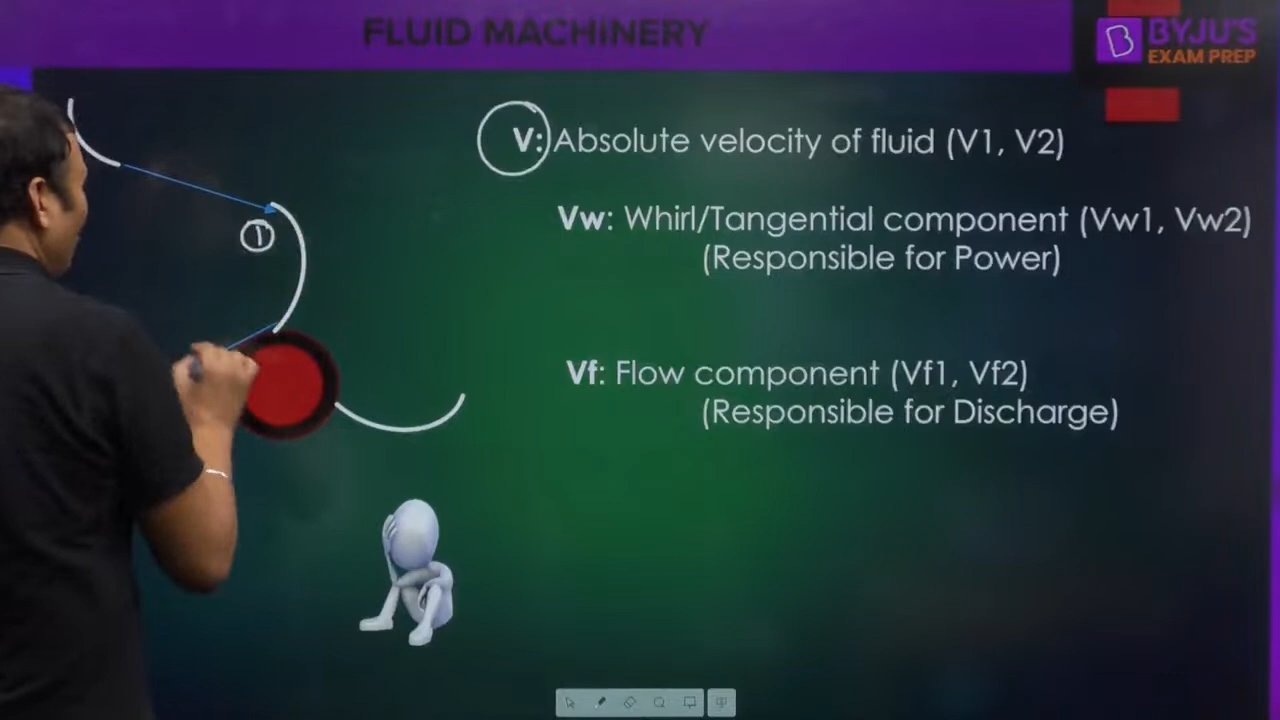 FLUID MACHINERY
BYJU'S
EXAM PREP
V: Absolute velocity of fluid (V1, V2)
Vw: Whirl/Tangential component (Vw1, Vw2)
(Responsible for Power)
1
Vf: Flow component (Vf1, Vf2)
(Responsible for Discharge)